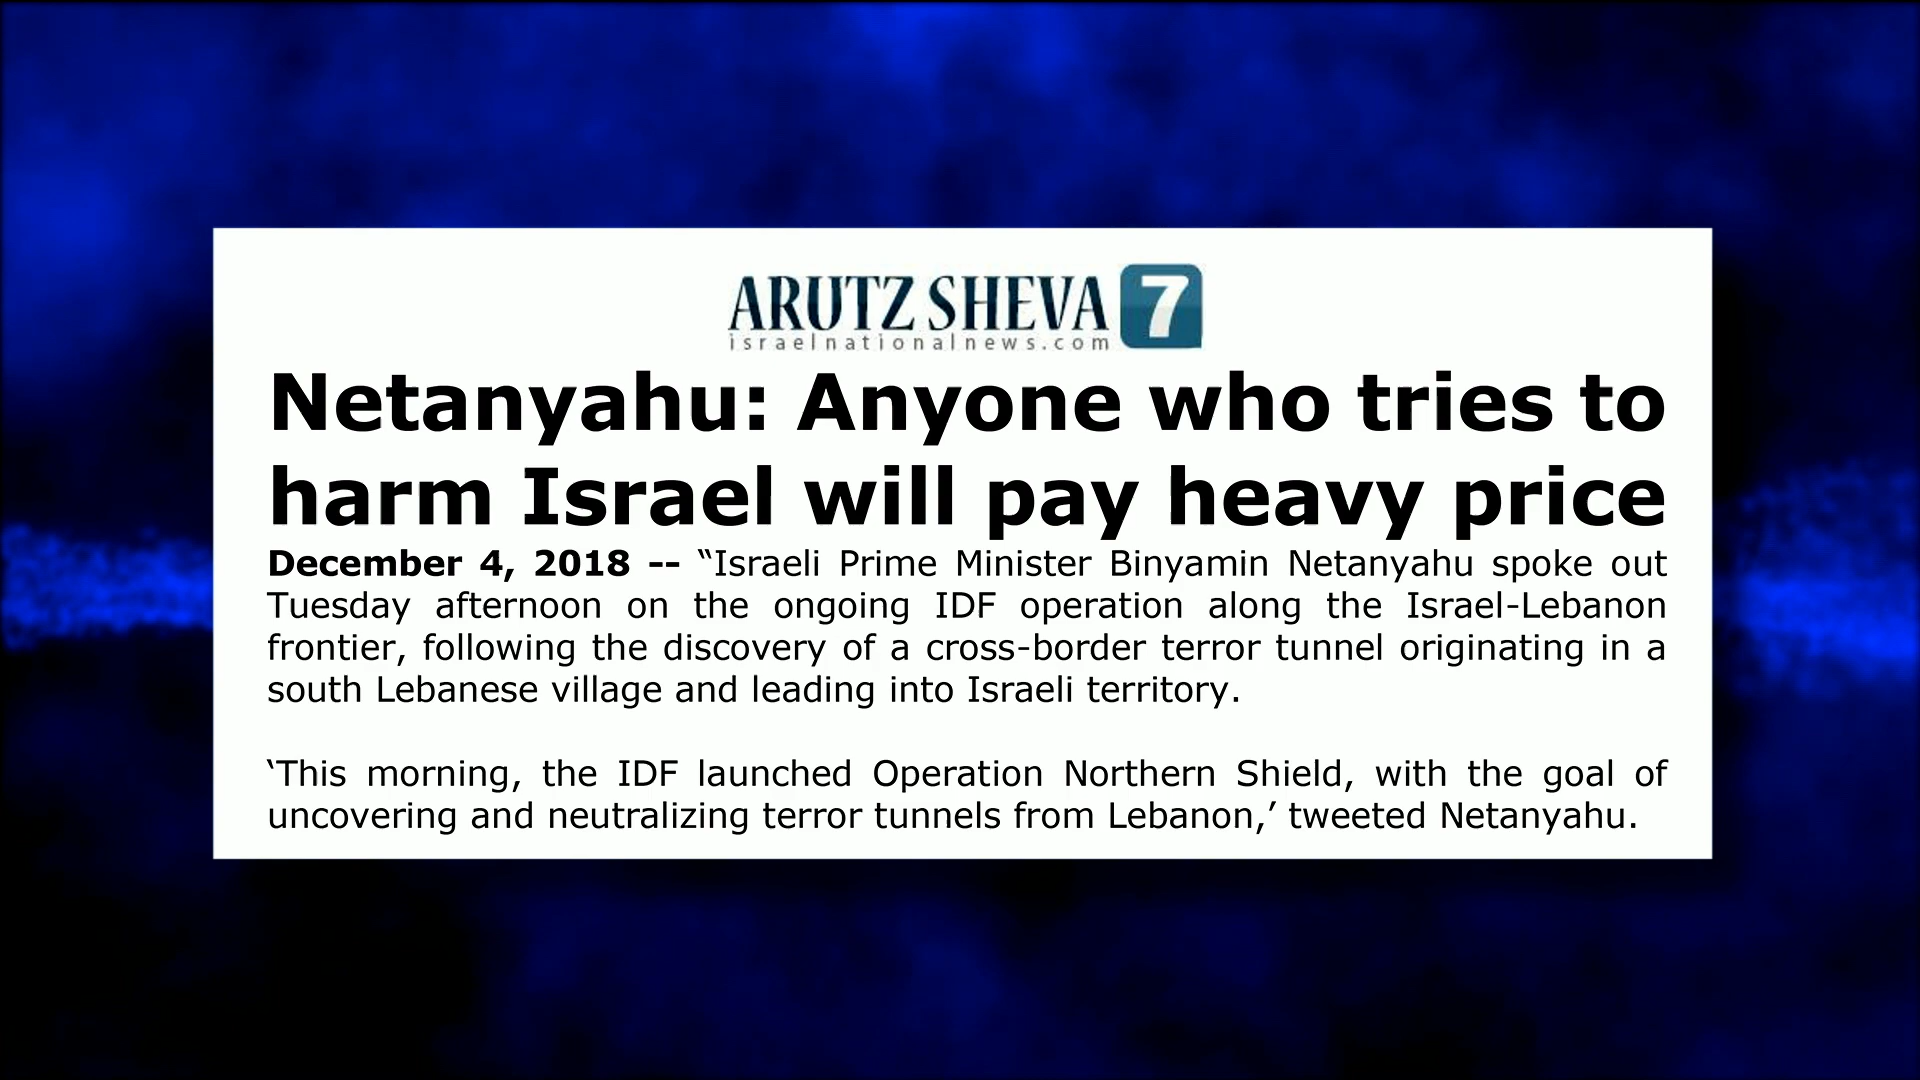 ARUTZ SHEVA 7
israelnationalnews.com
Netanyahu: Anyone who tries to
harm Israel will pay heavy price
December 4, 2018 -- “Israeli Prime Minister Binyamin Netanyahu spoke out
Tuesday afternoon on the ongoing IDF operation along the Israel-Lebanon
frontier, following the discovery of a cross-border terror tunnel originating in a
south Lebanese village and leading into Israeli territory.
‘This morning, the IDF launched Operation Northern Shield, with the goal of
uncovering and neutralizing terror tunnels from Lebanon,’ tweeted Netanyahu.